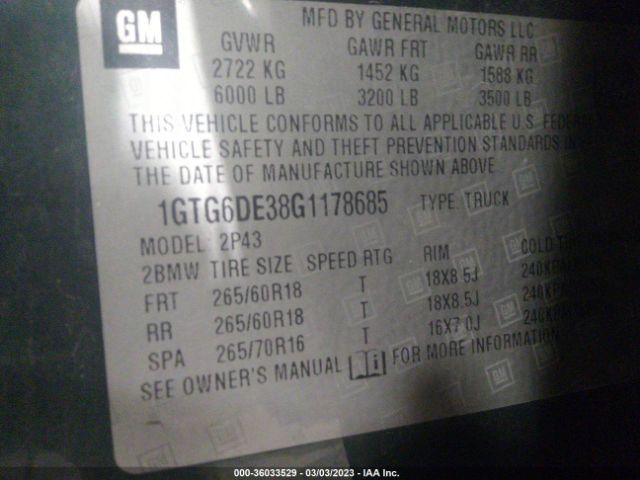 GM
MFD BY GENERAL MOTORS LLC
GVWR GAWR FRT GAWR RR
2722 KG 1452 KG 1588 KG
6000 LB 3200 LB 3500 LB
THIS VEHICLE CONFORMS TO ALL APPLICABLE U.S. FEDERAL
VEHICLE SAFETY AND THEFT PREVENTION STANDARDS IN
THE DATE OF MANUFACTURE SHOWN ABOVE.
1GTG6DE38G1178685 TYPE: TRUCK
MODEL: 2P43
2BMW TIRE SIZE SPEED RTG RIM COLD
FRT 265/60R18 T 18X8.5J 240KPA
RR 265/60R18 T 18X8.5J 240KPA
SPA 265/70R16 T 16X7.0J 240KPA
SEE OWNER'S MANUAL FOR MORE INFORMATION
000-36033529 - 03/03/2023 - IAA Inc.